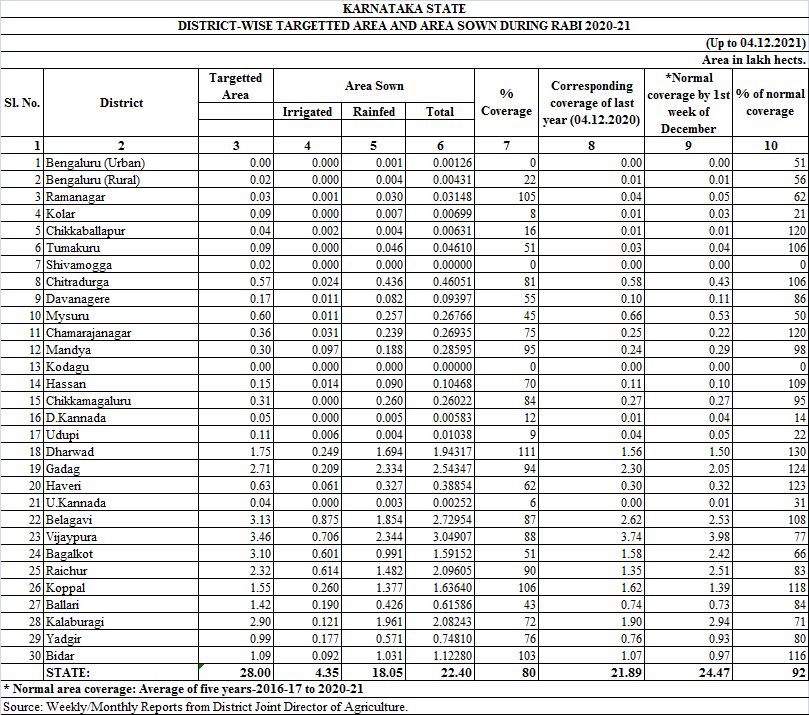 KARNATAKA STATE
DISTRICT-WISE TARGETTED AREA AND AREA SOWN DURING RABI 2020-21
(Up to 04.12.2021)
Area in lakh hects.
Sl. No. District Targetted Area Area Sown % Coverage Corresponding coverage of last year (04.12.2020) *Normal coverage by 1st week of December % of normal coverage
Irrigated Rainfed Total
1 2 3 4 5 6 7 8 9 10
1 Bengaluru (Urban) 0.00 0.000 0.001 0.00126 0 0.00 0.00 51
2 Bengaluru (Rural) 0.02 0.000 0.004 0.00431 22 0.01 0.01 56
3 Ramanagar 0.03 0.001 0.030 0.03148 105 0.04 0.05 62
4 Kolar 0.09 0.000 0.007 0.00699 8 0.01 0.03 21
5 Chikkaballapur 0.04 0.002 0.004 0.00631 16 0.01 0.01 120
6 Tumakuru 0.09 0.000 0.046 0.04610 51 0.03 0.04 106
7 Shivamogga 0.02 0.000 0.000 0.00000 0 0.00 0.00 0
8 Chitradurga 0.57 0.024 0.436 0.46051 81 0.58 0.43 106
9 Davanagere 0.17 0.011 0.082 0.09397 55 0.10 0.11 86
10 Mysuru 0.60 0.011 0.257 0.26766 45 0.66 0.53 50
11 Chamarajanagar 0.36 0.031 0.239 0.26935 75 0.25 0.22 120
12 Mandya 0.30 0.097 0.188 0.28595 95 0.24 0.29 98
13 Kodagu 0.00 0.000 0.000 0.00000 0 0.00 0.00 0
14 Hassan 0.15 0.014 0.090 0.10468 70 0.11 0.10 109
15 Chikkamagaluru 0.31 0.000 0.260 0.26022 84 0.27 0.27 95
16 D.Kannada 0.05 0.000 0.005 0.00583 12 0.01 0.04 14
17 Udupi 0.11 0.006 0.004 0.01038 9 0.04 0.05 22
18 Dharwad 1.75 0.249 1.694 1.94317 111 1.56 1.50 130
19 Gadag 2.71 0.209 2.334 2.54347 94 2.30 2.05 124
20 Haveri 0.63 0.061 0.327 0.38854 62 0.30 0.32 123
21 U.Kannada 0.04 0.000 0.003 0.00252 6 0.00 0.01 31
22 Belagavi 3.13 0.875 1.854 2.72954 87 2.62 2.53 108
23 Vijaypura 3.46 0.706 2.344 3.04907 88 3.74 3.98 77
24 Bagalkot 3.10 0.601 0.991 1.59152 51 1.58 2.42 66
25 Raichur 2.32 0.614 1.482 2.09605 90 1.35 2.51 83
26 Koppal 1.55 0.260 1.377 1.63640 106 1.62 1.39 118
27 Ballari 1.42 0.190 0.426 0.61586 43 0.74 0.73 84
28 Kalaburagi 2.90 0.121 1.961 2.08243 72 1.90 2.94 71
29 Yadgir 0.99 0.177 0.571 0.74810 76 0.76 0.93 80
30 Bidar 1.09 0.092 1.031 1.12280 103 1.07 0.97 116
STATE: 28.00 4.35 18.05 22.40 80 21.89 24.47 92
* Normal area coverage: Average of five years-2016-17 to 2020-21
Source: Weekly/Monthly Reports from District Joint Director of Agriculture.